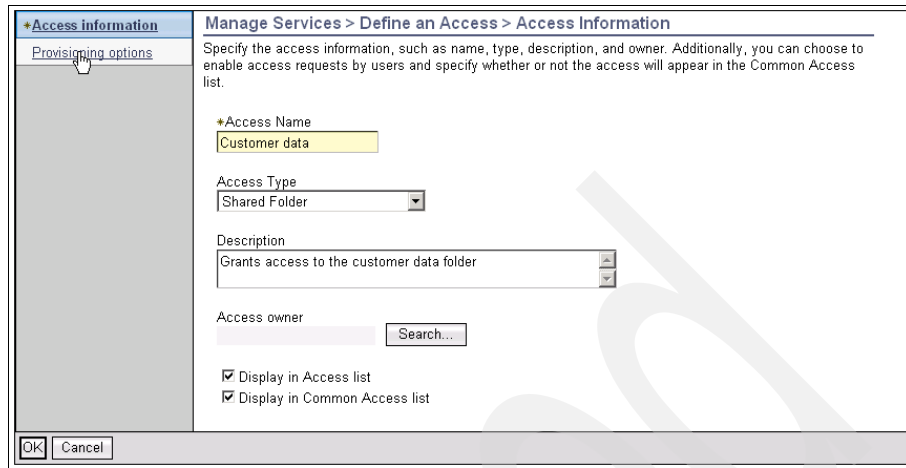 *Access information
Provisioning options
Manage Services > Define an Access > Access Information
Specify the access information, such as name, type, description, and owner. Additionally, you can choose to
enable access requests by users and specify whether or not the access will appear in the Common Access
list.
*Access Name
Customer data
Access Type
Shared Folder
Description
Grants access to the customer data folder
Access owner
Search...
Display in Access list
Display in Common Access list
OK Cancel